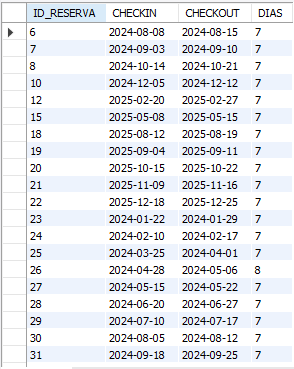 ID_RESERVA CHECKIN CHECKOUT DIAS
6 2024-08-08 2024-08-15 7
7 2024-09-03 2024-09-10 7
8 2024-10-14 2024-10-21 7
10 2024-12-05 2024-12-12 7
12 2025-02-20 2025-02-27 7
15 2025-05-08 2025-05-15 7
18 2025-08-12 2025-08-19 7
19 2025-09-04 2025-09-11 7
20 2025-10-15 2025-10-22 7
21 2025-11-09 2025-11-16 7
22 2025-12-18 2025-12-25 7
23 2024-01-22 2024-01-29 7
24 2024-02-10 2024-02-17 7
25 2024-03-25 2024-04-01 7
26 2024-04-28 2024-05-06 8
27 2024-05-15 2024-05-22 7
28 2024-06-20 2024-06-27 7
29 2024-07-10 2024-07-17 7
30 2024-08-05 2024-08-12 7
31 2024-09-18 2024-09-25 7